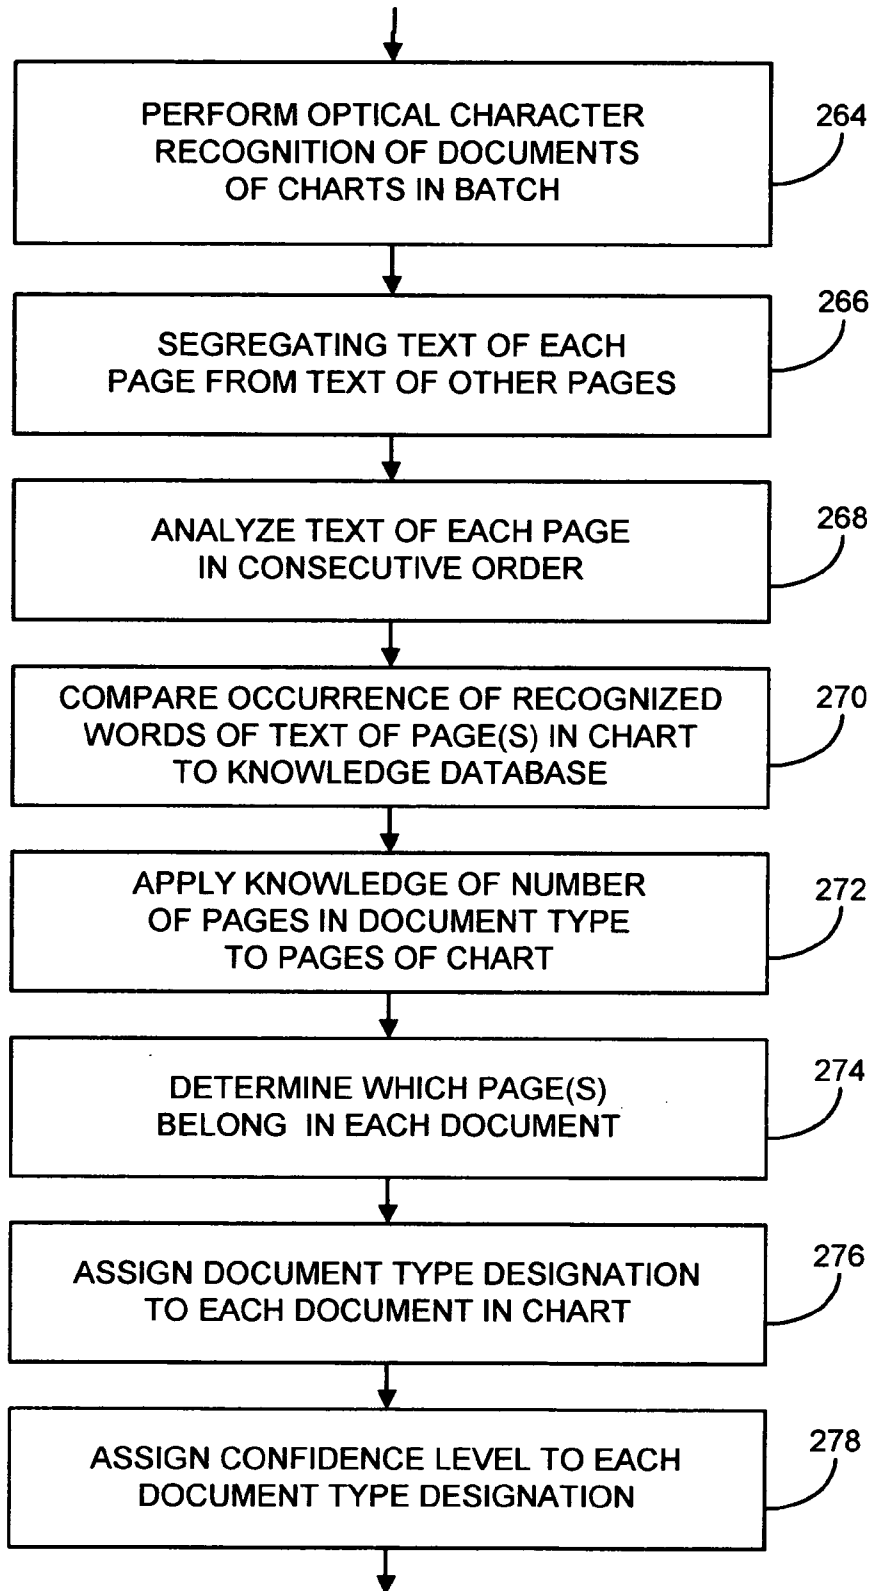 PERFORM OPTICAL CHARACTER
RECOGNITION OF DOCUMENTS
OF CHARTS IN BATCH
264
SEGREGATING TEXT OF EACH
PAGE FROM TEXT OF OTHER PAGES
266
ANALYZE TEXT OF EACH PAGE
IN CONSECUTIVE ORDER
268
COMPARE OCCURRENCE OF RECOGNIZED
WORDS OF TEXT OF PAGE(S) IN CHART
TO KNOWLEDGE DATABASE
270
APPLY KNOWLEDGE OF NUMBER
OF PAGES IN DOCUMENT TYPE
TO PAGES OF CHART
272
DETERMINE WHICH PAGE(S)
BELONG IN EACH DOCUMENT
274
ASSIGN DOCUMENT TYPE DESIGNATION
TO EACH DOCUMENT IN CHART
276
ASSIGN CONFIDENCE LEVEL TO EACH
DOCUMENT TYPE DESIGNATION
278